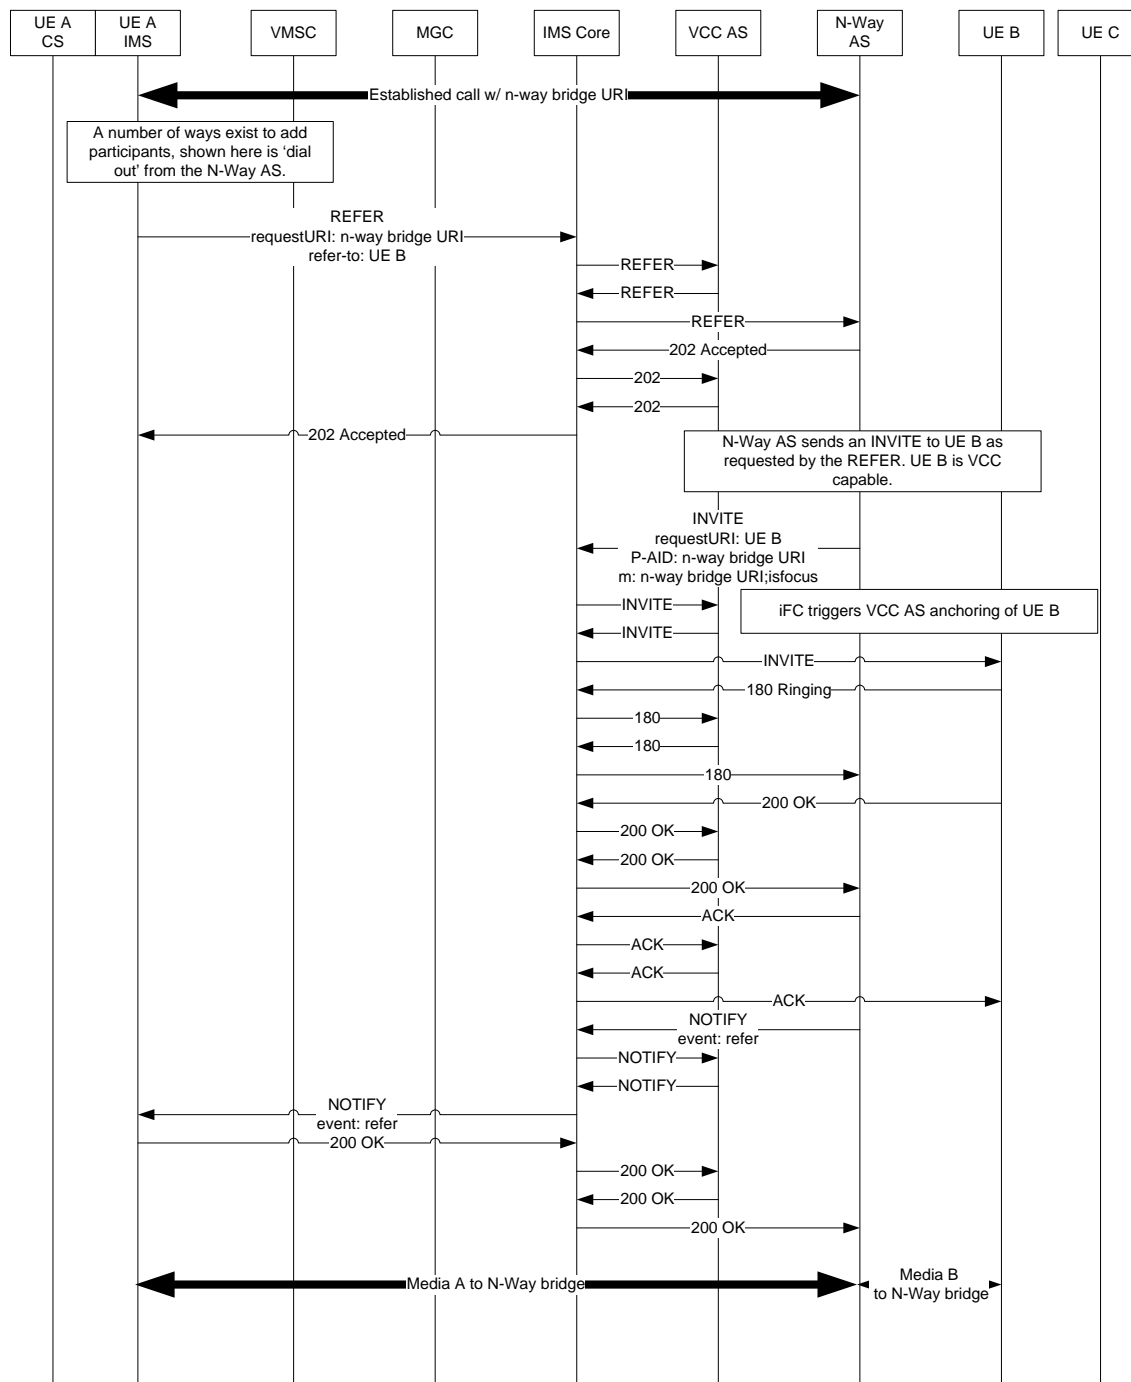 UE A
CS
UE A
IMS
VMSC
MGC
IMS Core
VCC AS
N-Way
AS
UE B
UE C
Established call w/ n-way bridge URI
A number of ways exist to add
participants, shown here is ‘dial
out’ from the N-Way AS.
REFER
requestURI: n-way bridge URI
refer-to: UE B
REFER
REFER
REFER
202 Accepted
202
202
202 Accepted
N-Way AS sends an INVITE to UE B as
requested by the REFER. UE B is VCC
capable.
INVITE
requestURI: UE B
P-AID: n-way bridge URI
m: n-way bridge URI;isfocus
INVITE
iFC triggers VCC AS anchoring of UE B
INVITE
INVITE
180 Ringing
180
180
180
200 OK
200 OK
200 OK
200 OK
ACK
ACK
ACK
ACK
NOTIFY
event: refer
NOTIFY
NOTIFY
NOTIFY
event: refer
200 OK
200 OK
200 OK
200 OK
Media A to N-Way bridge
Media B
to N-Way bridge